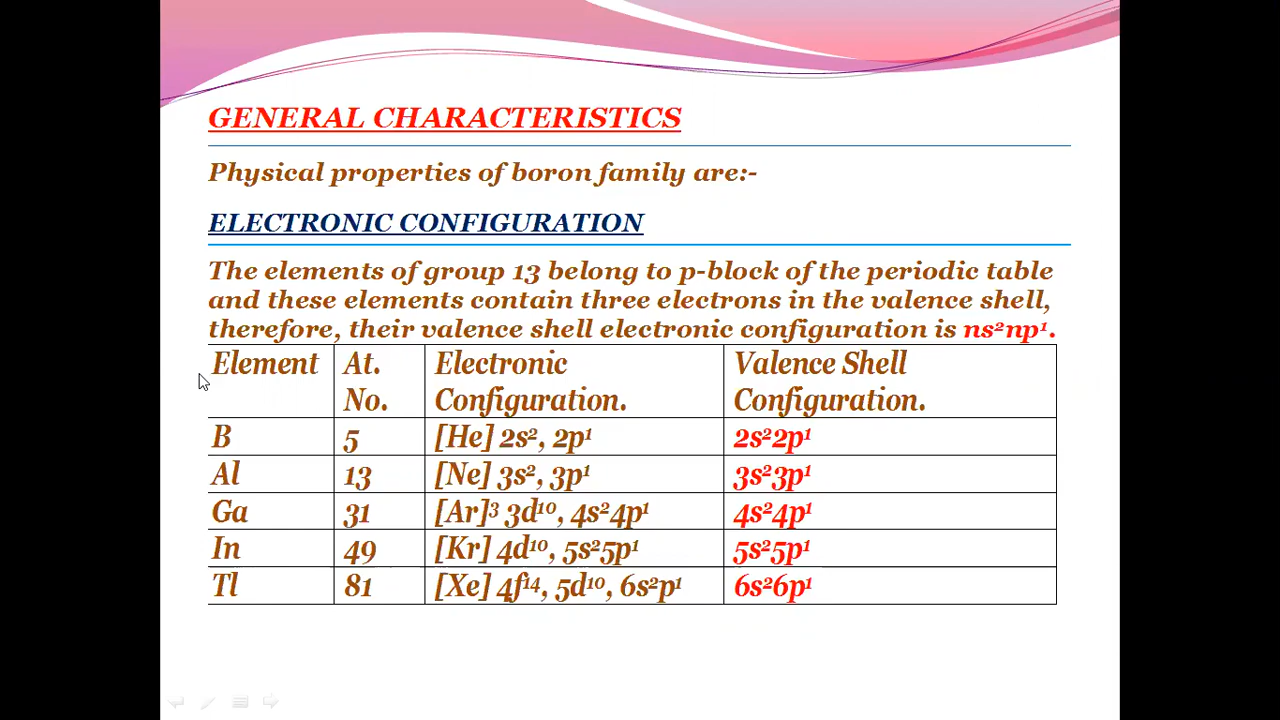 GENERAL CHARACTERISTICS
Physical properties of boron family are:-
ELECTRONIC CONFIGURATION
The elements of group 13 belong to p-block of the periodic table
and these elements contain three electrons in the valence shell,
therefore, their valence shell electronic configuration is ns²np¹.
Element At. No. Electronic Configuration. Valence Shell Configuration.
B 5 [He] 2s², 2p¹ 2s²2p¹
Al 13 [Ne] 3s², 3p¹ 3s²3p¹
Ga 31 [Ar]³ 3d¹⁰, 4s²4p¹ 4s²4p¹
In 49 [Kr] 4d¹⁰, 5s²5p¹ 5s²5p¹
Tl 81 [Xe] 4f¹⁴, 5d¹⁰, 6s²p¹ 6s²6p¹